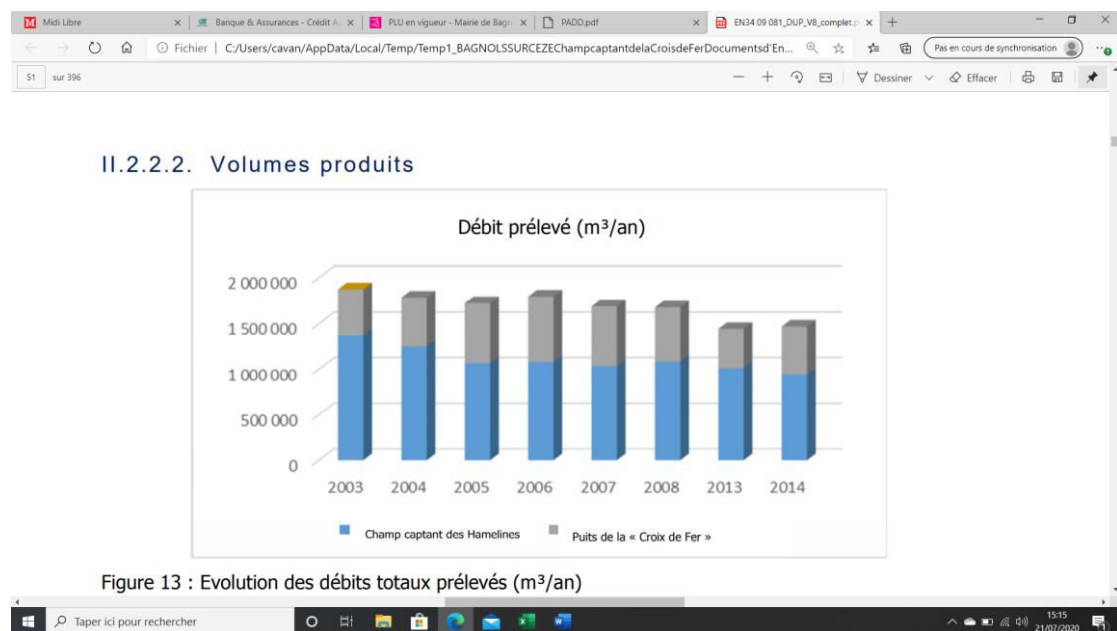 Midi Libre
Banque & Assurances - Crédit A
PLU en vigueur - Mairie de Bagn
PADD.pdf
EN34 09 081_DUP_V8_complet.p
Fichier | C:/Users/cavan/AppData/Local/Temp/Temp1_BAGNOLSSURCEZEChampcaptantdelaCroisdeFerDocumentsd'En...
Pas en cours de synchronisation
51 sur 396
Dessiner
Effacer
II.2.2.2. Volumes produits
Débit prélevé (m³/an)
2 000 000
1 500 000
1 000 000
500 000
0
2003 2004 2005 2006 2007 2008 2013 2014
Champ captant des Hamelines Puits de la « Croix de Fer »
Figure 13 : Evolution des débits totaux prélevés (m³/an)
Taper ici pour rechercher
15:15
21/07/2020